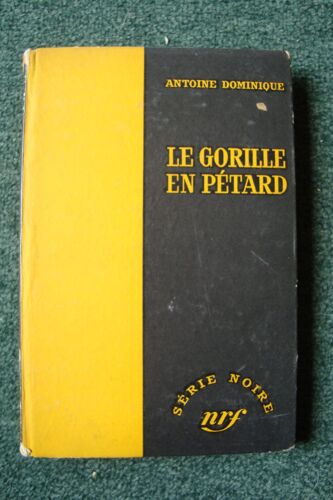 ANTOINE DOMINIQUE
LE GORILLE
EN PÉTARD
SÉRIE NOIRE
nrf